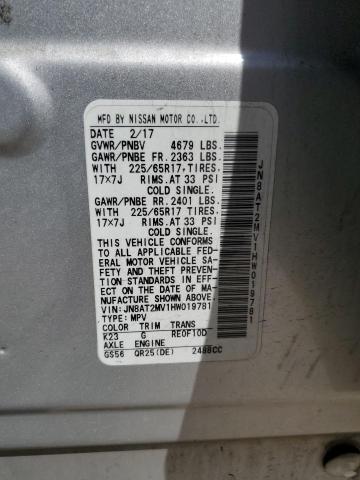 MFD BY NISSAN MOTOR CO.,LTD.
DATE 2/17
GVWR/PNBV 4679 LBS.
GAWR/PNBE FR. 2363 LBS.
WITH 225/65R17, TIRES,
17×7J RIMS.AT 33 PSI
COLD SINGLE.
GAWR/PNBE RR. 2401 LBS.
WITH 225/65R17, TIRES,
17×7J RIMS.AT 33 PSI
COLD SINGLE.
THIS VEHICLE CONFORMS
TO ALL APPLICABLE FED-
ERAL MOTOR VEHICLE SA-
FETY AND THEFT PREVEN-
TION STANDARDS IN EFF-
ECT ON THE DATE OF MA-
NUFACTURE SHOWN ABOVE.
VIN:JN8AT2MV1HW019781
TYPE: MPV
COLOR TRIM TRANS
K23 G RE0F10D
AXLE ENGINE
GS56 QR25(DE) 2488CC
JN8AT2MV1HW019781